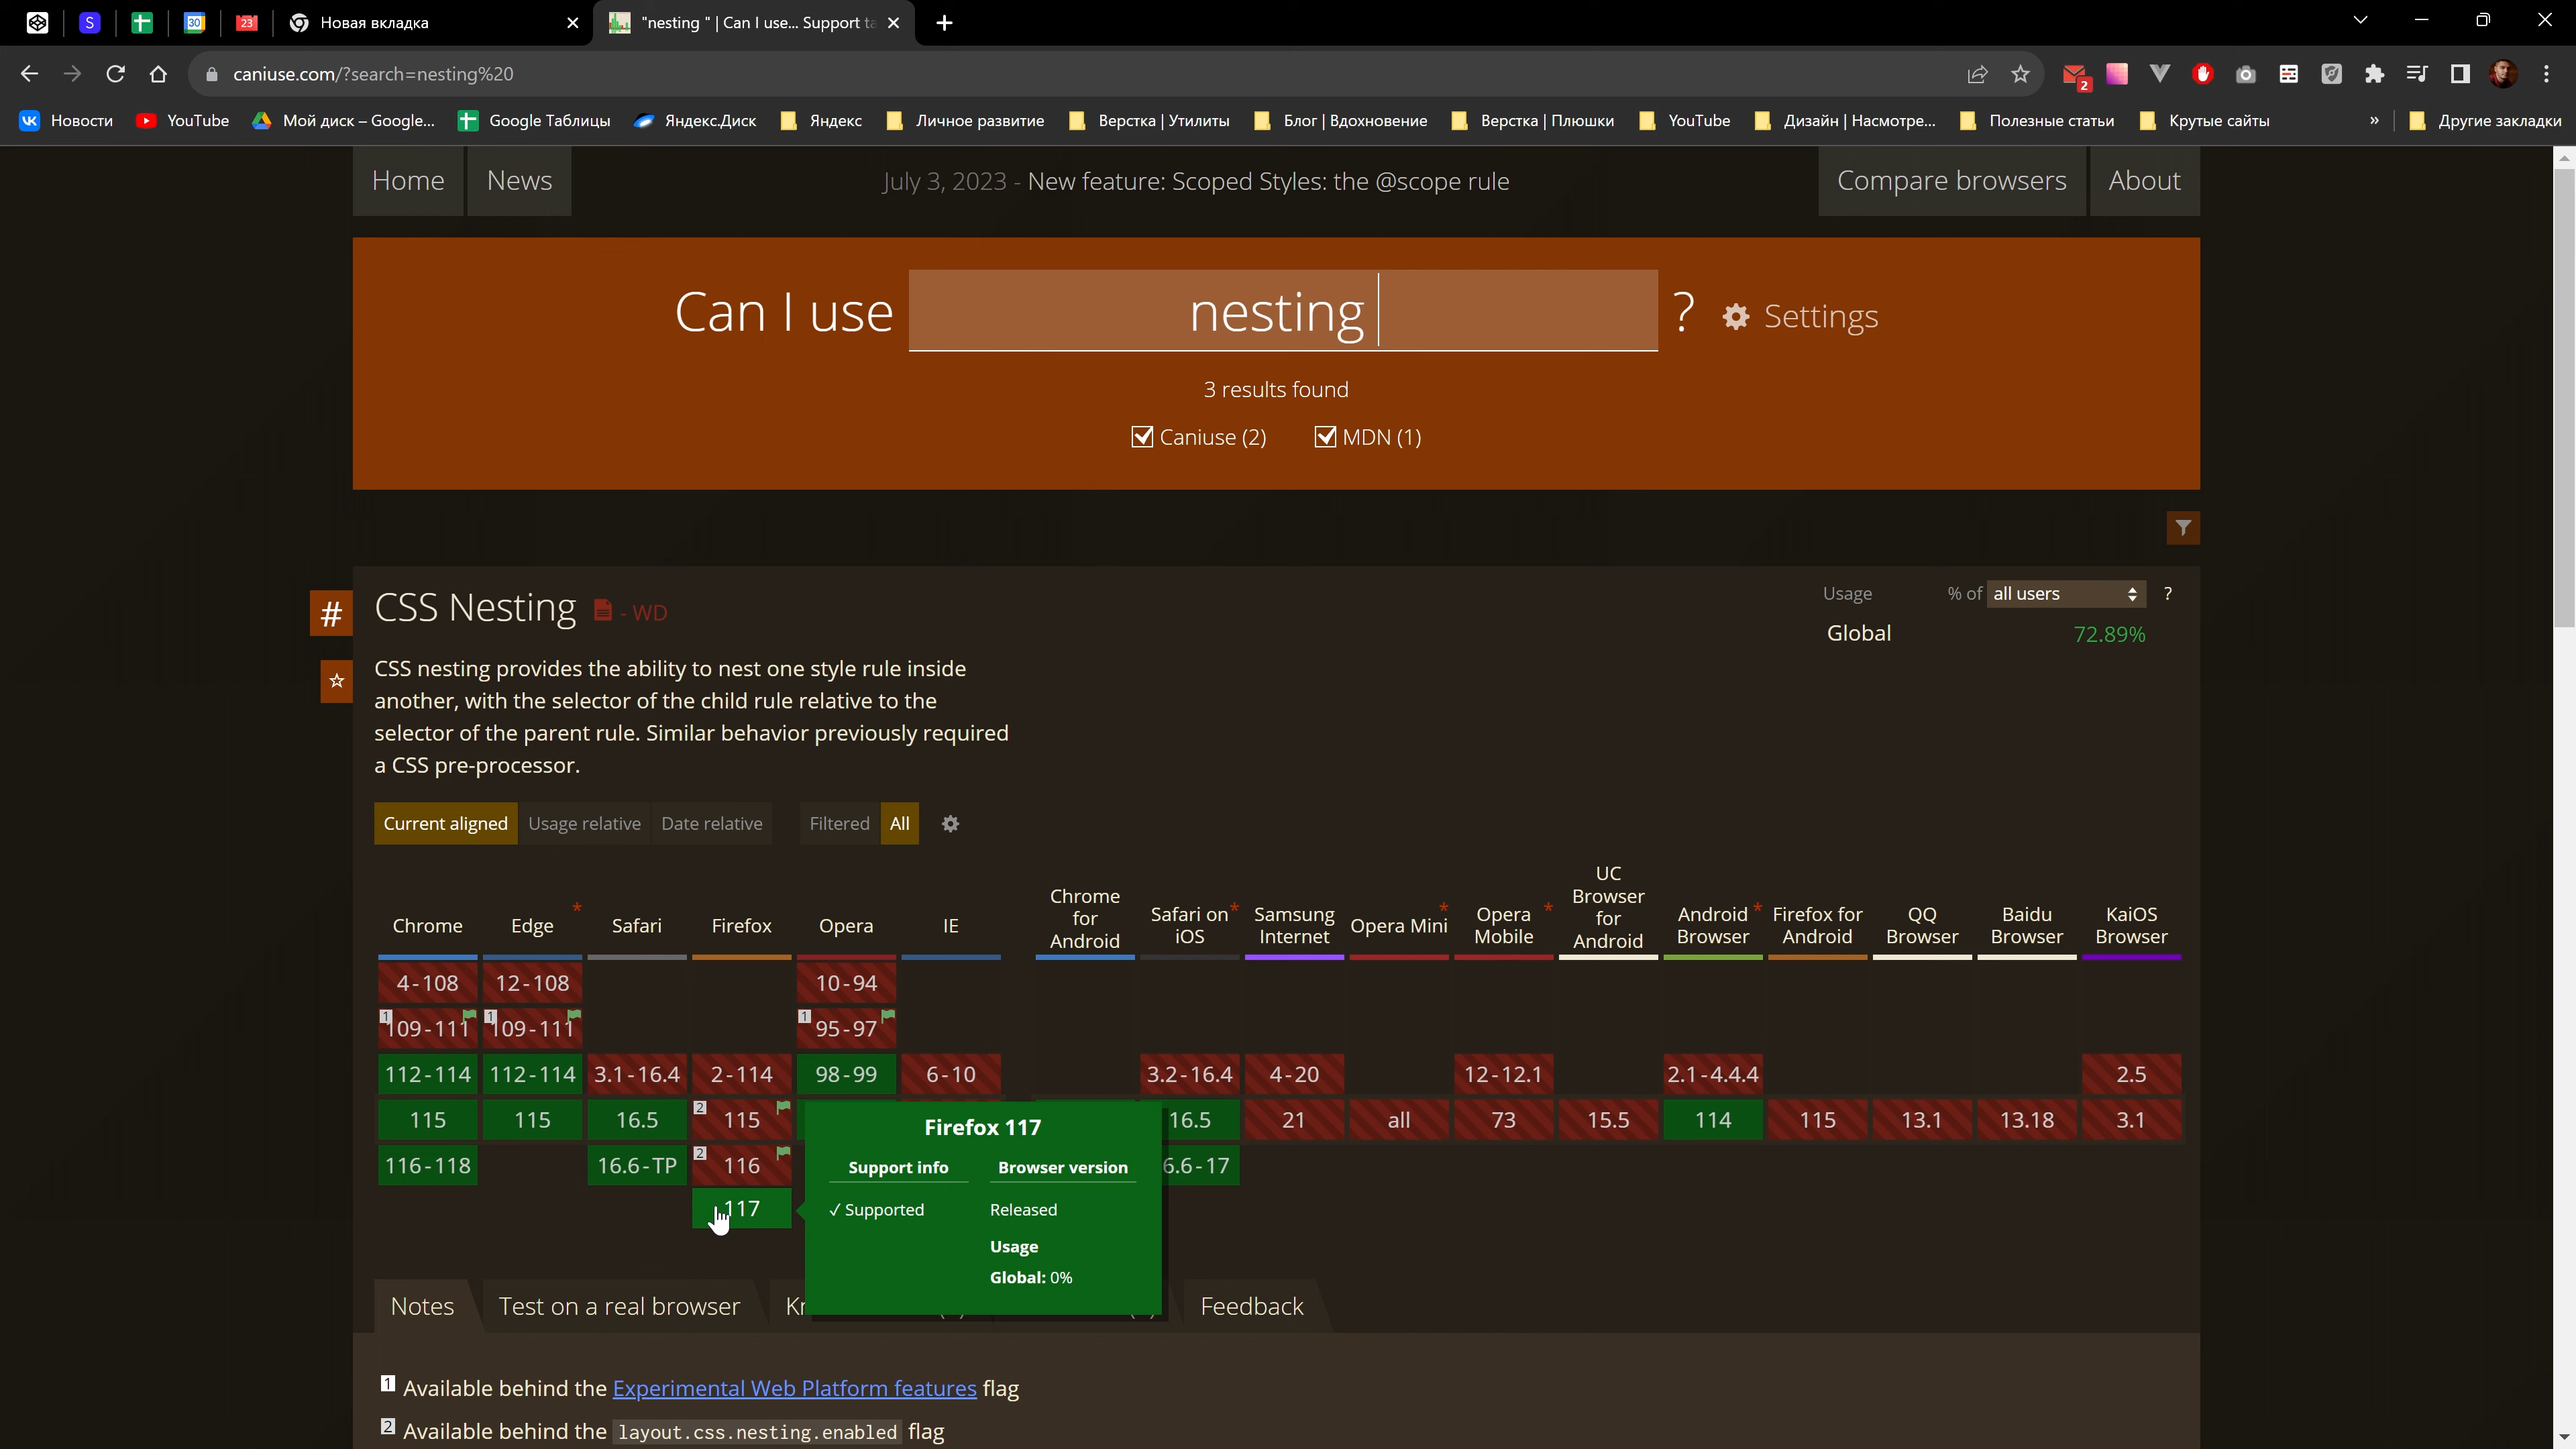 S
30
23
Новая вкладка
"nesting " | Can I use... Support ta
caniuse.com/?search=nesting%20
2
Новости
YouTube
Мой диск – Google...
Google Таблицы
Яндекс.Диск
Яндекс
Личное развитие
Верстка | Утилиты
Блог | Вдохновение
Верстка | Плюшки
YouTube
Дизайн | Насмотре...
Полезные статьи
Крутые сайты
»
Другие закладки
Home
News
July 3, 2023 - New feature: Scoped Styles: the @scope rule
Compare browsers
About
Can I use
nesting
?
Settings
3 results found
Caniuse (2)
MDN (1)
#
CSS Nesting
- WD
Usage
% of
all users
?
Global
72.89%
CSS nesting provides the ability to nest one style rule inside
another, with the selector of the child rule relative to the
selector of the parent rule. Similar behavior previously required
a CSS pre-processor.
Current aligned
Usage relative
Date relative
Filtered
All
Chrome
Edge *
Safari
Firefox
Opera
IE
Chrome
for
Android
Safari on *
iOS
Samsung
Internet
Opera Mini *
Opera *
Mobile
UC
Browser
for
Android
Android *
Browser
Firefox for
Android
QQ
Browser
Baidu
Browser
KaiOS
Browser
4-108
12-108
10-94
1 109-111
1 109-111
1 95-97
112-114
112-114
3.1-16.4
2-114
98-99
6-10
3.2-16.4
4-20
12-12.1
2.1-4.4.4
2.5
115
115
16.5
2 115
16.5
21
all
73
15.5
114
115
13.1
13.18
3.1
116-118
16.6-TP
2 116
6.6-17
117
Firefox 117
Support info
Browser version
✓ Supported
Released
Usage
Global: 0%
Notes
Test on a real browser
Kr
Feedback
1 Available behind the Experimental Web Platform features flag
2 Available behind the layout.css.nesting.enabled flag